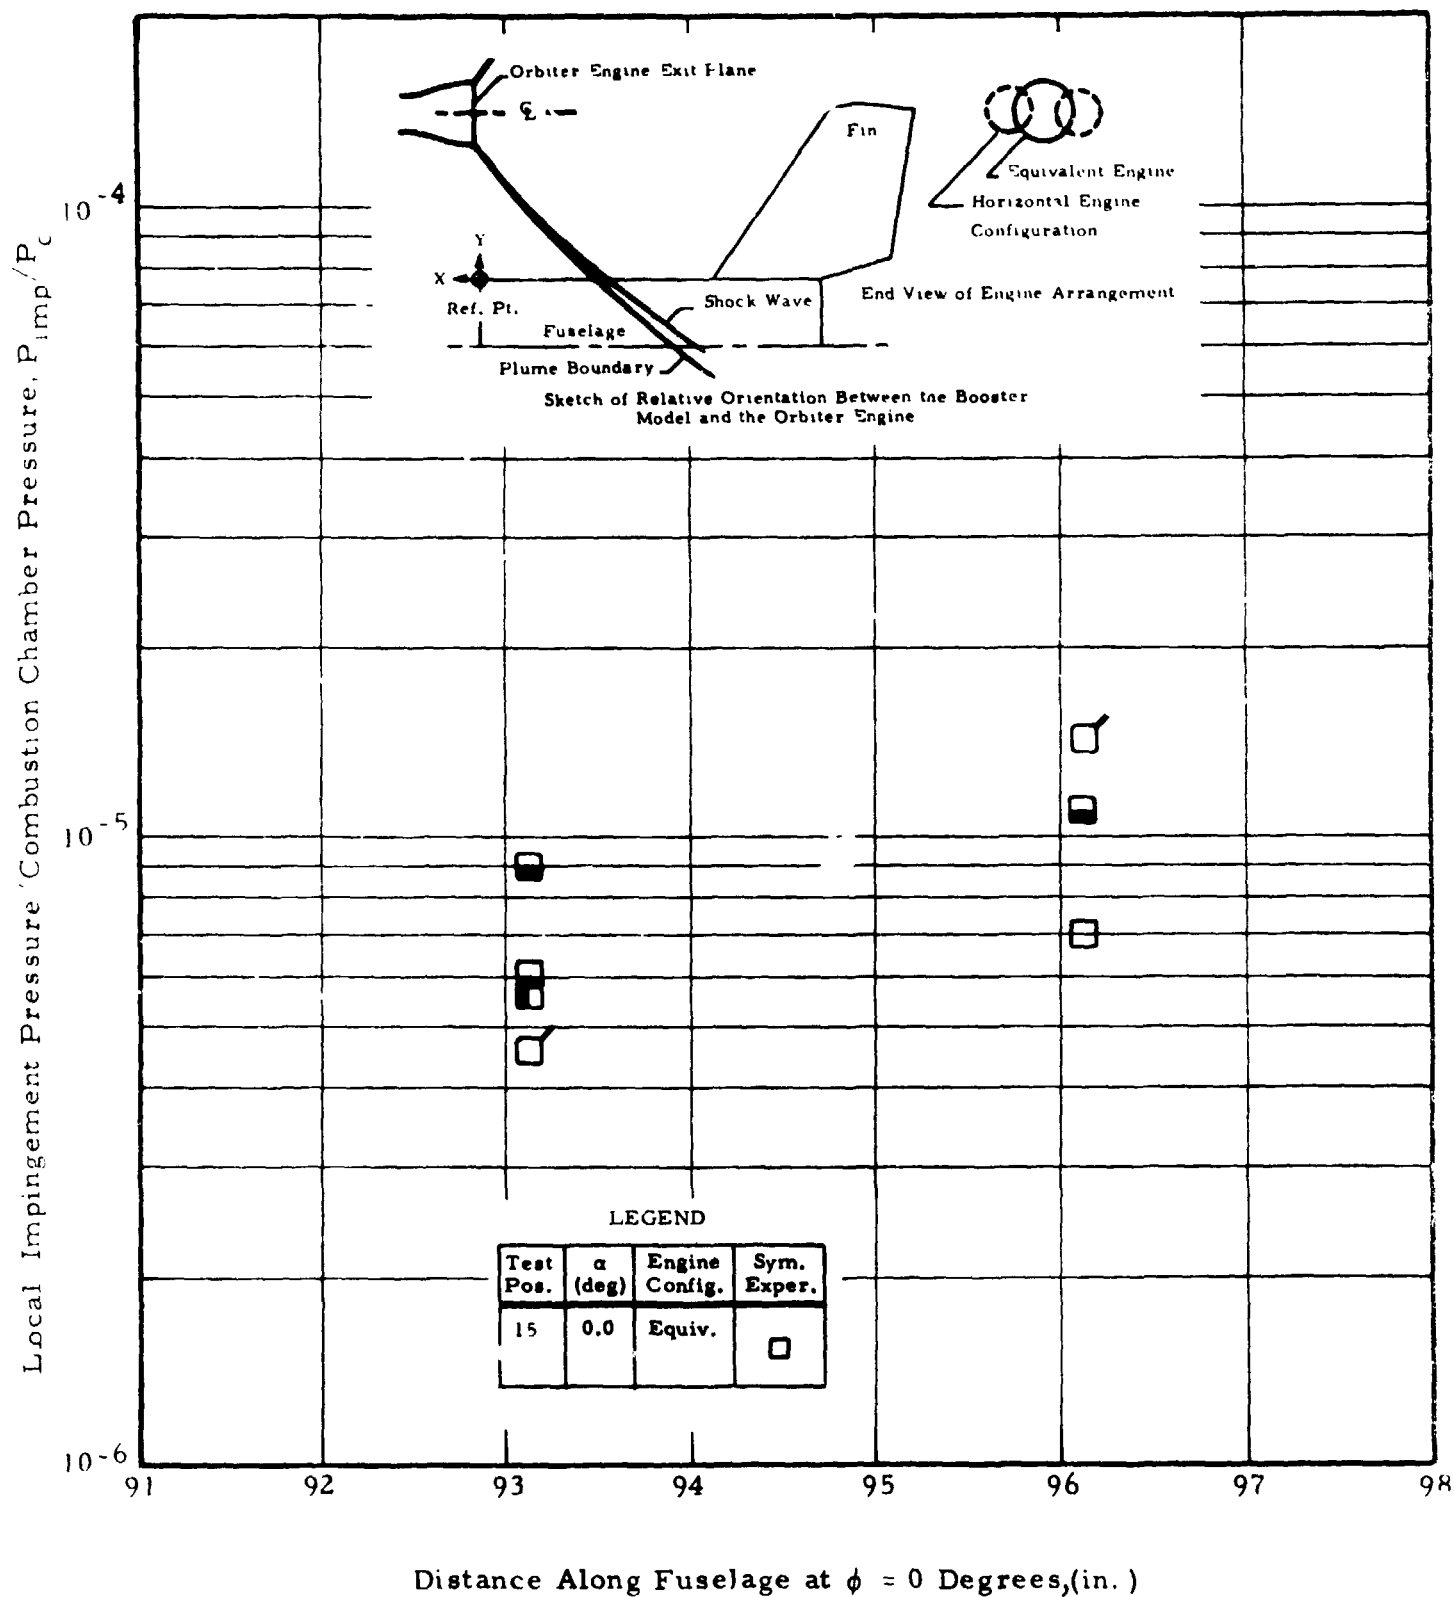 Orbiter Engine Exit Plane
℄
Fin
Equivalent Engine
Horizontal Engine
Configuration
Y
X
Ref. Pt.
Shock Wave
End View of Engine Arrangement
Fuselage
Plume Boundary
Sketch of Relative Orientation Between the Booster
Model and the Orbiter Engine
Local Impingement Pressure/Combustion Chamber Pressure, Pimp/Pc
10-4
10-5
10-6
LEGEND
Test Pos. α (deg) Engine Config. Sym. Exper.
15 0.0 Equiv.
91 92 93 94 95 96 97 98
Distance Along Fuselage at ϕ = 0 Degrees,(in.)